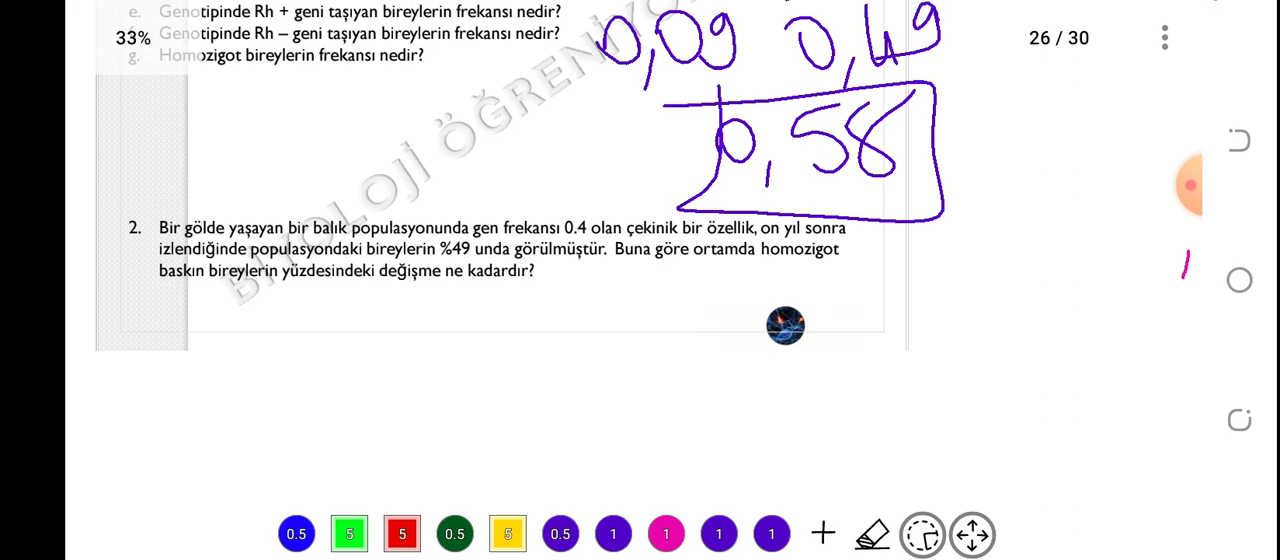 e. Genotipinde Rh + geni taşıyan bireylerin frekansı nedir?
33%
Genotipinde Rh – geni taşıyan bireylerin frekansı nedir?
g. Homozigot bireylerin frekansı nedir?
0,09 0,49
0,58
26 / 30
BİYOLOJİ ÖĞRENİYO
2. Bir gölde yaşayan bir balık populasyonunda gen frekansı 0.4 olan çekinik bir özellik, on yıl sonra
izlendiğinde populasyondaki bireylerin %49 unda görülmüştür. Buna göre ortamda homozigot
baskın bireylerin yüzdesindeki değişme ne kadardır?
0.5 5 5 0.5 5 0.5 1 1 1 1